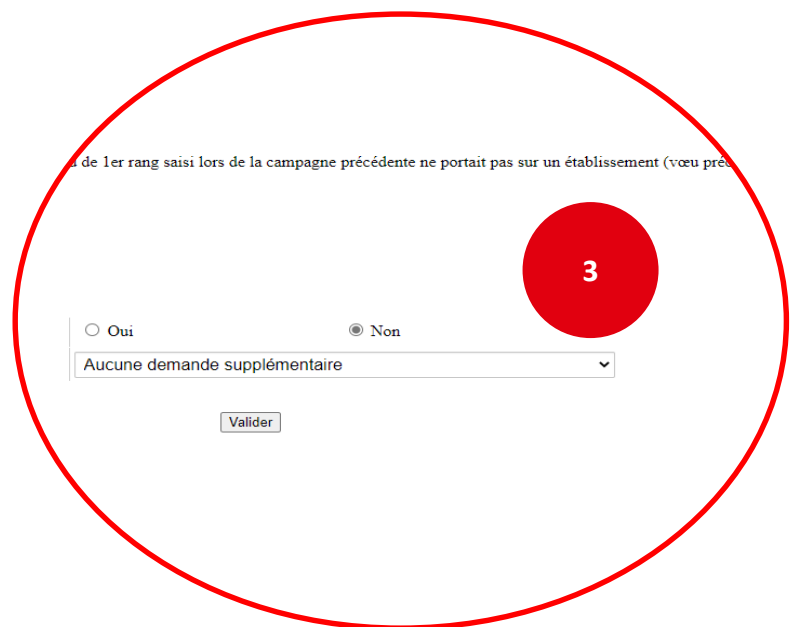 de 1er rang saisi lors de la campagne précédente ne portait pas sur un établissement (vœu
3
Oui Non
Aucune demande supplémentaire
Valider